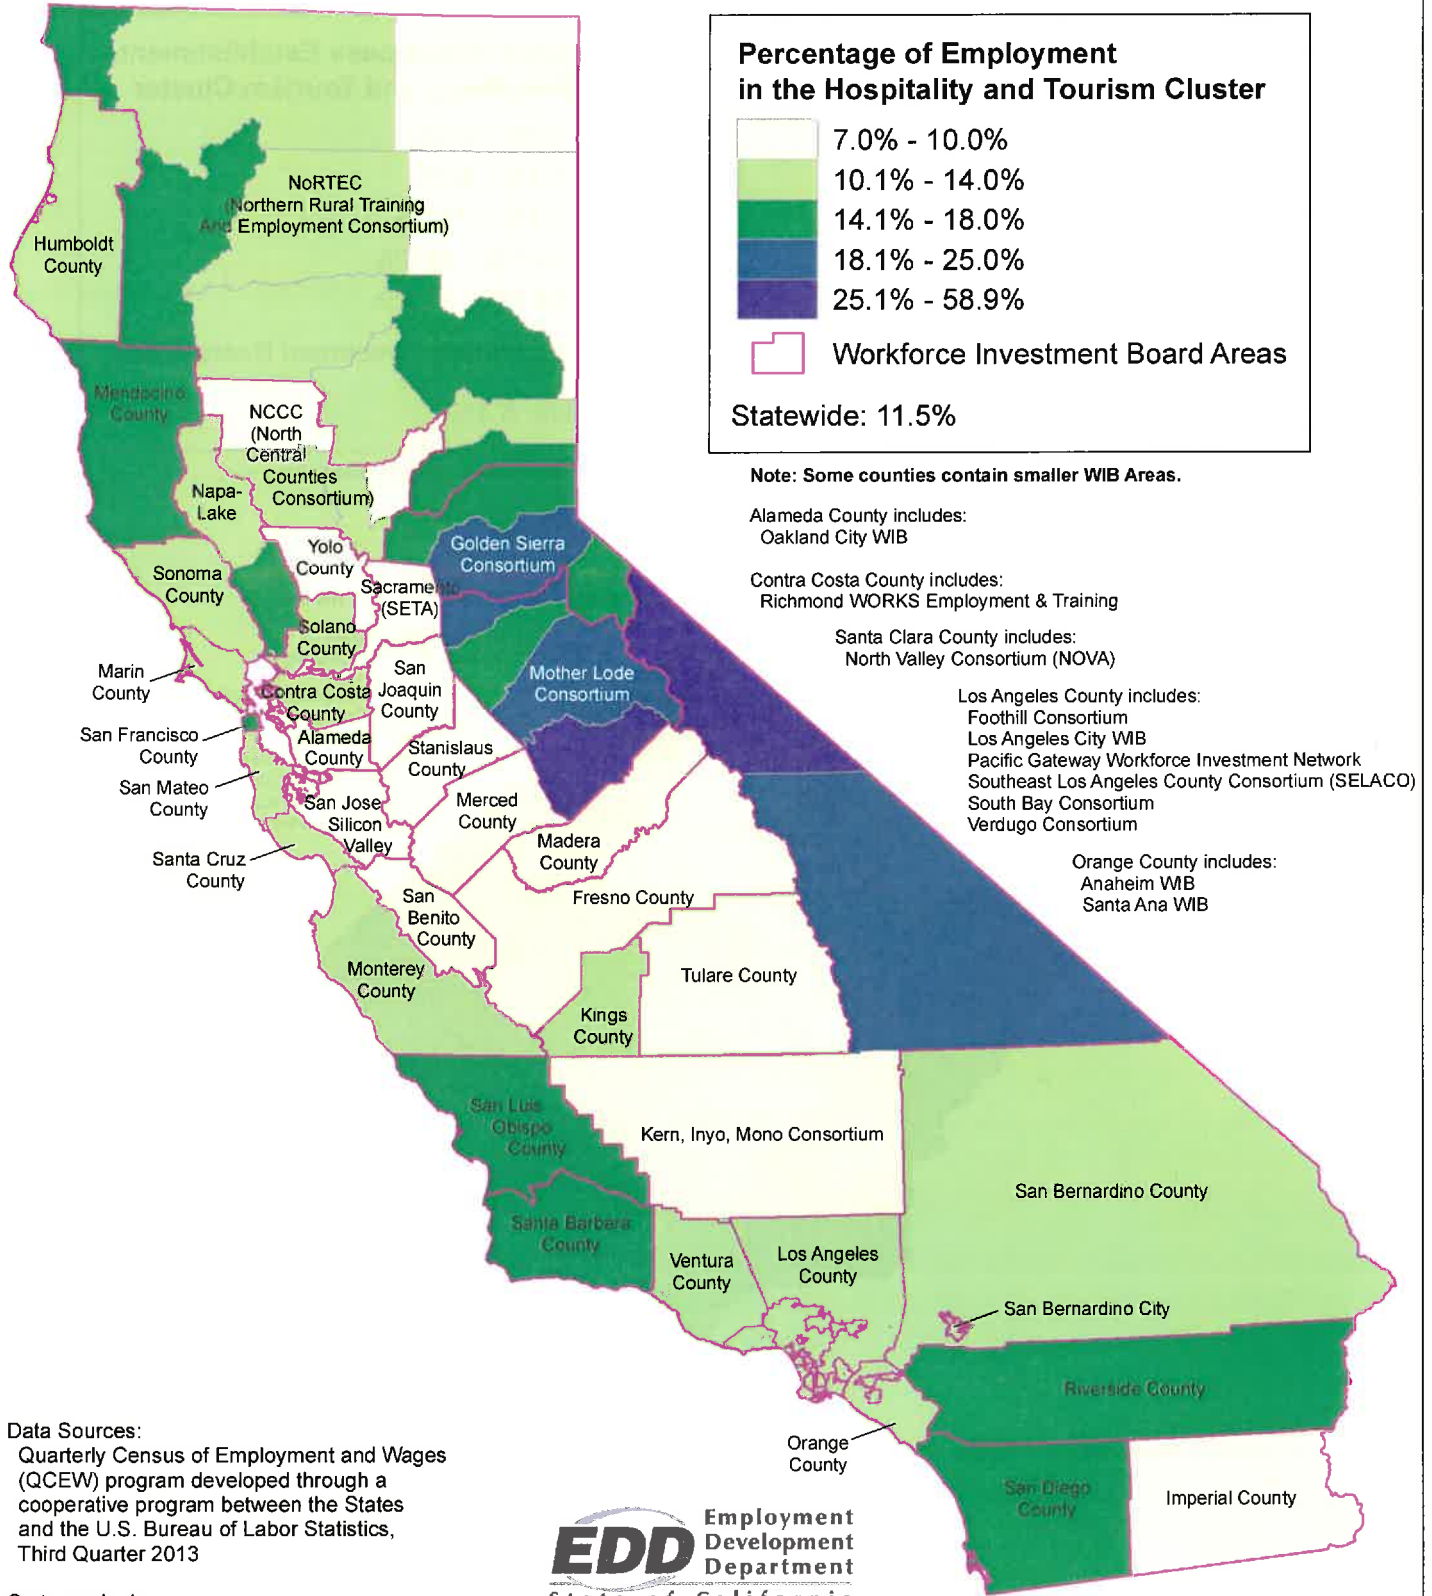 Percentage of Employment
in the Hospitality and Tourism Cluster
7.0% - 10.0%
10.1% - 14.0%
14.1% - 18.0%
18.1% - 25.0%
25.1% - 58.9%
Workforce Investment Board Areas
Statewide: 11.5%
Note: Some counties contain smaller WIB Areas.
Alameda County includes:
Oakland City WIB
Contra Costa County includes:
Richmond WORKS Employment & Training
Santa Clara County includes:
North Valley Consortium (NOVA)
Los Angeles County includes:
Foothill Consortium
Los Angeles City WIB
Pacific Gateway Workforce Investment Network
Southeast Los Angeles County Consortium (SELACO)
South Bay Consortium
Verdugo Consortium
Orange County includes:
Anaheim WIB
Santa Ana WIB
NoRTEC
(Northern Rural Training
And Employment Consortium)
Humboldt
County
Mendocino
County
NCCC
(North
Central
Counties
Consortium)
Napa-
Lake
Yolo
County
Golden Sierra
Consortium
Sonoma
County
Sacramento
(SETA)
Solano
County
Marin
County
San
Joaquin
County
Mother Lode
Consortium
Contra Costa
County
San Francisco
County
Alameda
County
Stanislaus
County
San Mateo
County
San Jose
Silicon
Valley
Merced
County
Madera
County
Santa Cruz
County
San
Benito
County
Fresno County
Monterey
County
Tulare County
Kings
County
San Luis
Obispo
County
Kern, Inyo, Mono Consortium
San Bernardino County
Santa Barbara
County
Ventura
County
Los Angeles
County
San Bernardino City
Riverside County
Orange
County
San Diego
County
Imperial County
Data Sources:
Quarterly Census of Employment and Wages
(QCEW) program developed through a
cooperative program between the States
and the U.S. Bureau of Labor Statistics,
Third Quarter 2013
EDD
Employment
Development
Department
State of California